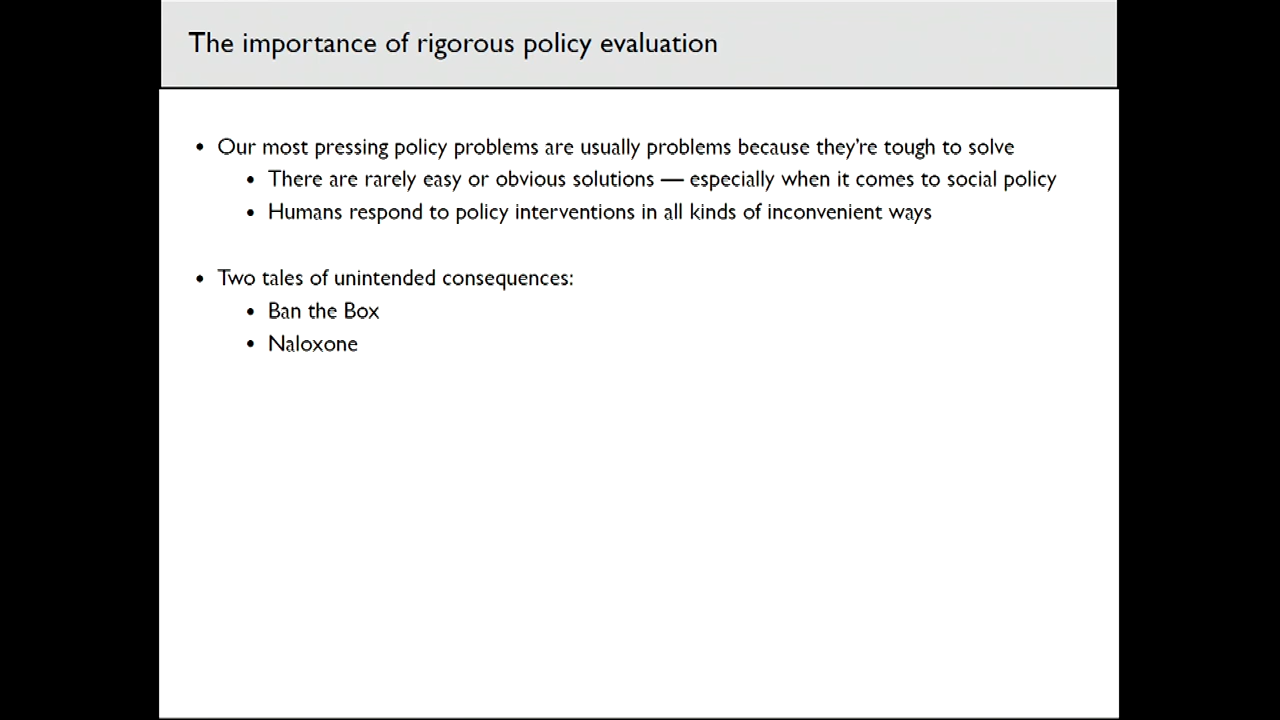 The importance of rigorous policy evaluation
• Our most pressing policy problems are usually problems because they're tough to solve
• There are rarely easy or obvious solutions — especially when it comes to social policy
• Humans respond to policy interventions in all kinds of inconvenient ways
• Two tales of unintended consequences:
• Ban the Box
• Naloxone